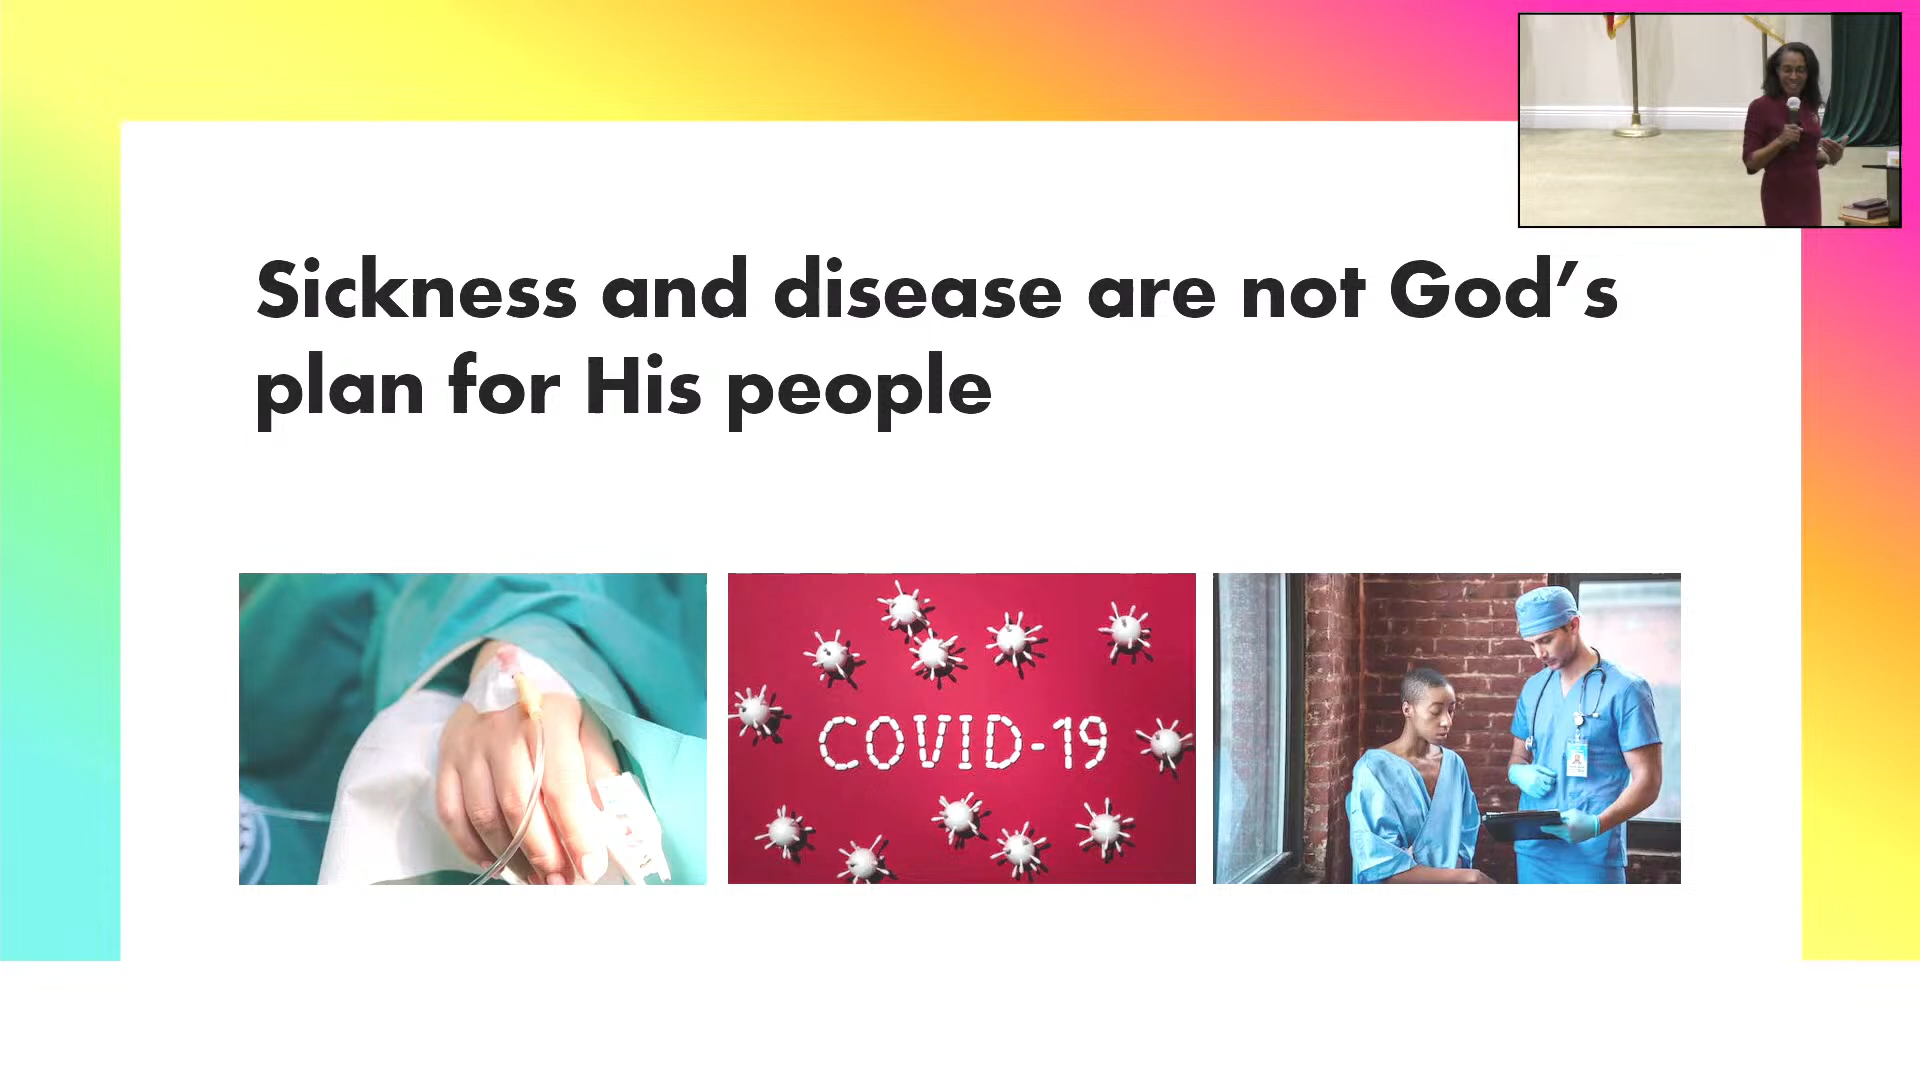 Sickness and disease are not God’s
plan for His people
COVID-19